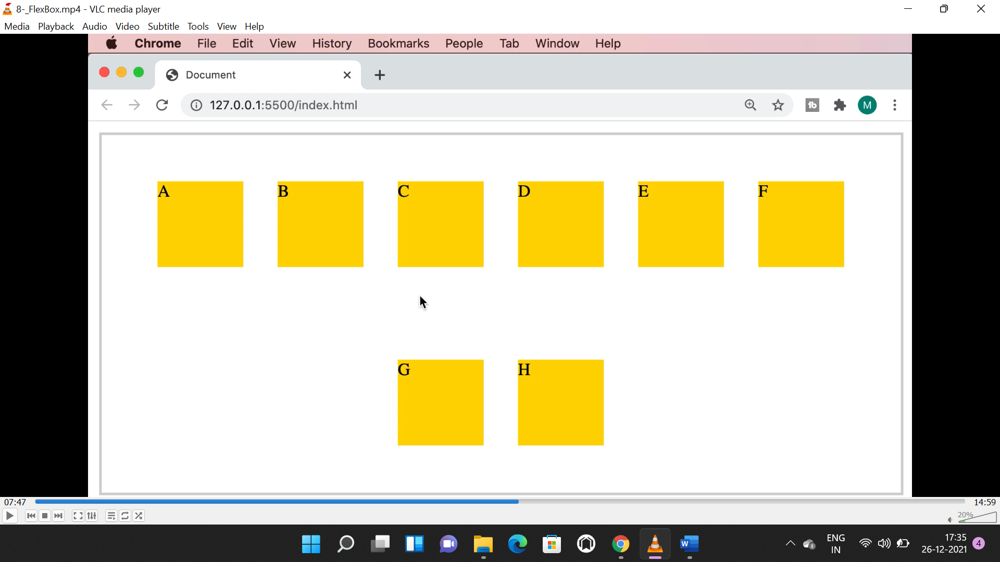 8-_FlexBox.mp4 - VLC media player
Media Playback Audio Video Subtitle Tools View Help
Chrome File Edit View History Bookmarks People Tab Window Help
Document
127.0.0.1:5500/index.html
tb
M
A B C D E F
G H
07:47
14:59
20%
W
ENG
IN
17:35
26-12-2021
4